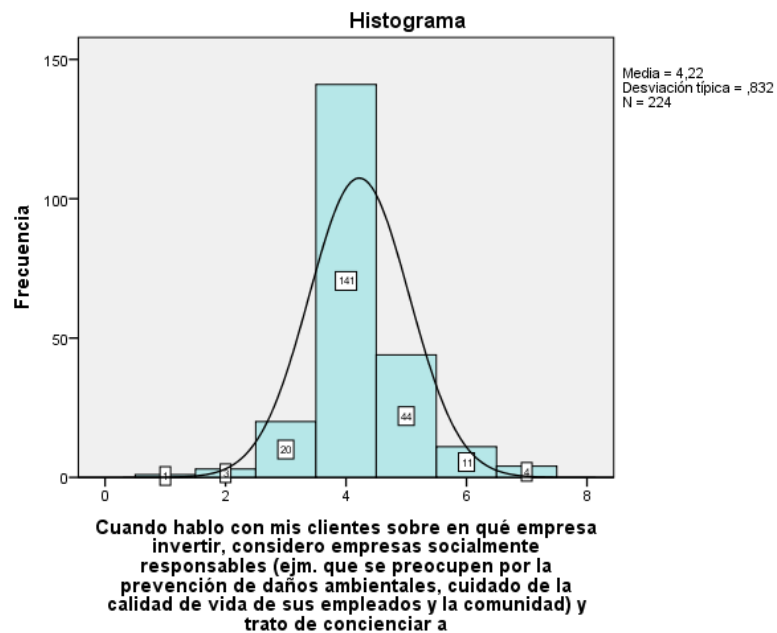 Histograma
Media = 4,22
Desviación típica = ,832
N = 224
Frecuencia
150
100
50
0
141
44
20
11
1
3
4
0
2
4
6
8
Cuando hablo con mis clientes sobre en qué empresa
invertir, considero empresas socialmente
responsables (ejm. que se preocupen por la
prevención de daños ambientales, cuidado de la
calidad de vida de sus empleados y la comunidad) y
trato de concienciar a